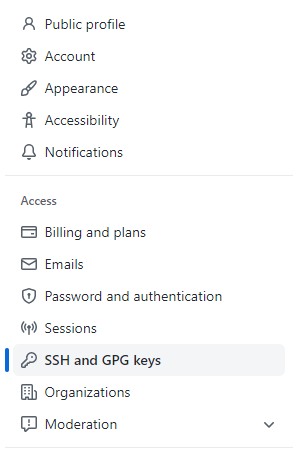 Public profile
Account
Appearance
Accessibility
Notifications
Access
Billing and plans
Emails
Password and authentication
Sessions
SSH and GPG keys
Organizations
Moderation